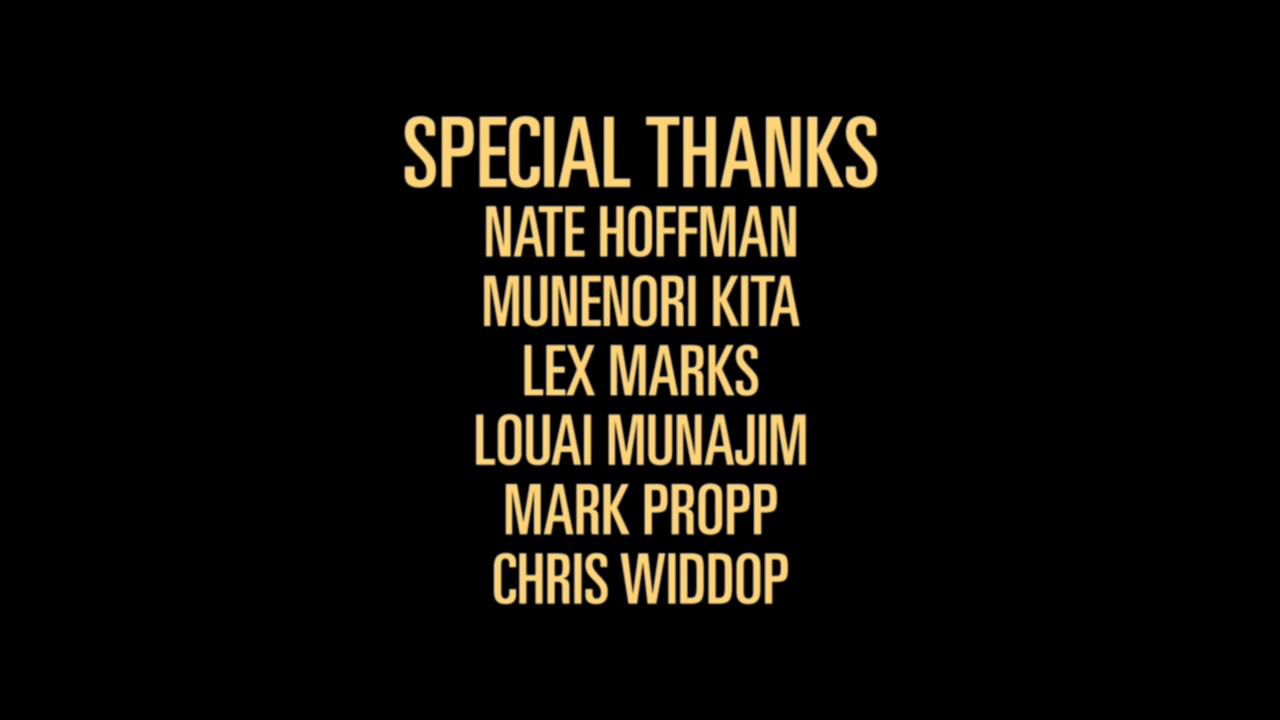 SPECIAL THANKS
NATE HOFFMAN
MUNENORI KITA
LEX MARKS
LOUAI MUNAJIM
MARK PROPP
CHRIS WIDDOP